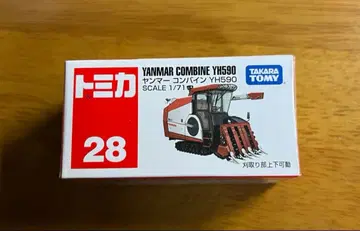 トミカ
28
YANMAR COMBINE YH590
ヤンマー コンバイン YH590
SCALE 1/71
TAKARA
TOMY
刈取り部上下可動